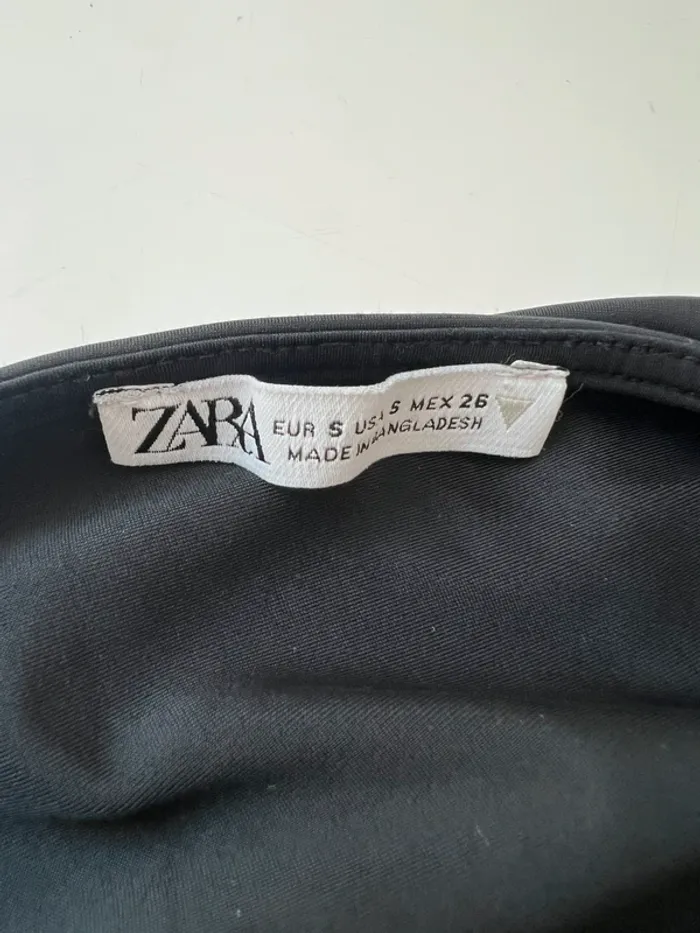 ZARA
EUR S USA S MEX 26
MADE IN BANGLADESH